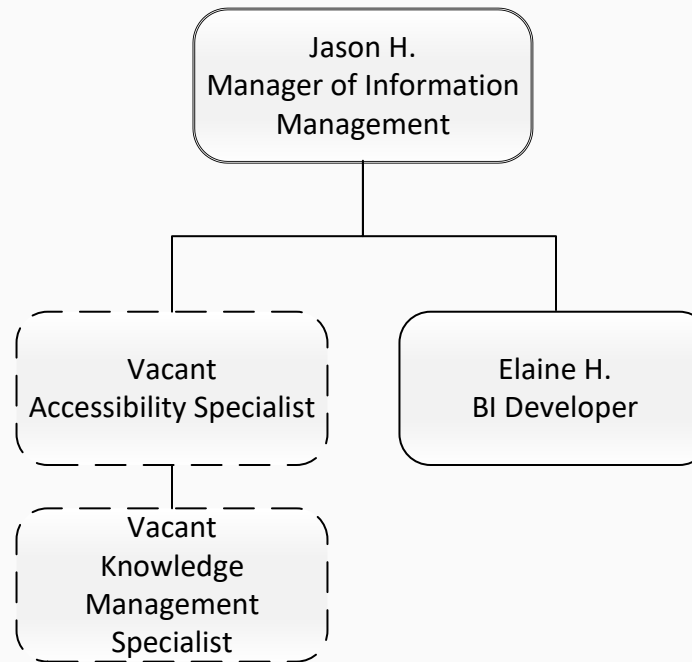 Jason H.
Manager of Information
Management
Vacant
Accessibility Specialist
Elaine H.
BI Developer
Vacant
Knowledge
Management
Specialist